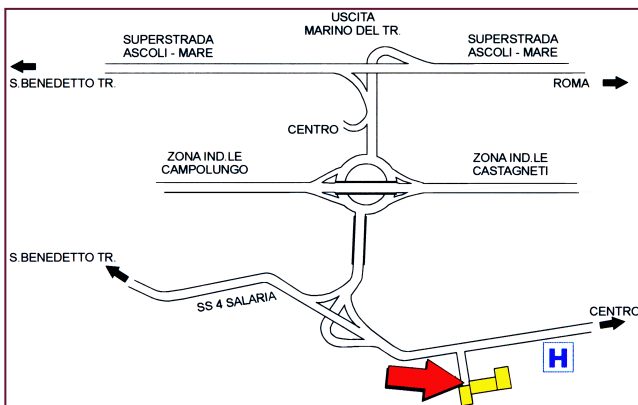 USCITA
MARINO DEL TR.
SUPERSTRADA
ASCOLI - MARE
SUPERSTRADA
ASCOLI - MARE
S.BENEDETTO TR.
ROMA
CENTRO
ZONA IND.LE
CAMPOLUNGO
ZONA IND.LE
CASTAGNETI
S.BENEDETTO TR.
SS 4 SALARIA
CENTRO
H